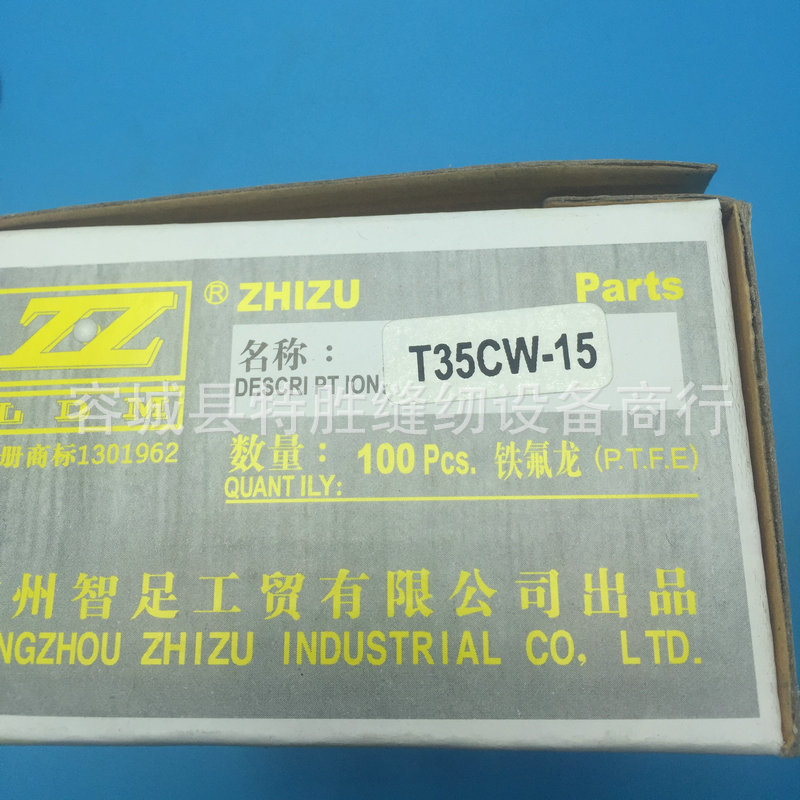 ZZ
® ZHIZU Parts
名称： T35CW-15
DESCRIPTION:
LDM
容城县特胜缝纫设备商行
册商标1301962
数量： 100 Pcs. 铁氟龙 (P.T.F.E)
QUANTILY:
州智足工贸有限公司出品
NGZHOU ZHIZU INDUSTRIAL CO, LTD.